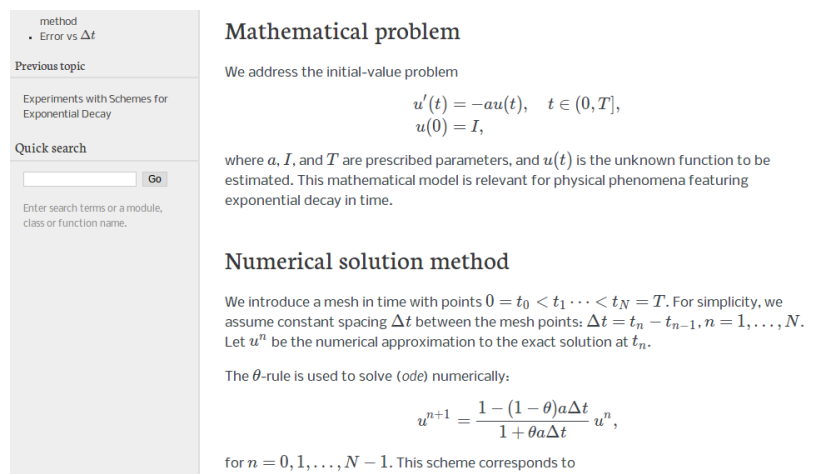 method
• Error vs Δt
Previous topic
Experiments with Schemes for
Exponential Decay
Quick search
Go
Enter search terms or a module,
class or function name.
Mathematical problem
We address the initial-value problem
u′(t) = −au(t), t ∈ (0, T],
u(0) = I,
where a, I, and T are prescribed parameters, and u(t) is the unknown function to be
estimated. This mathematical model is relevant for physical phenomena featuring
exponential decay in time.
Numerical solution method
We introduce a mesh in time with points 0 = t₀ < t₁ ⋯ < t_N = T. For simplicity, we
assume constant spacing Δt between the mesh points: Δt = t_n − t_{n−1}, n = 1, …, N.
Let u^n be the numerical approximation to the exact solution at t_n.
The θ-rule is used to solve (ode) numerically:
u^{n+1} = \frac{1 − (1 − θ)aΔt}{1 + θaΔt} u^n,
for n = 0, 1, …, N − 1. This scheme corresponds to